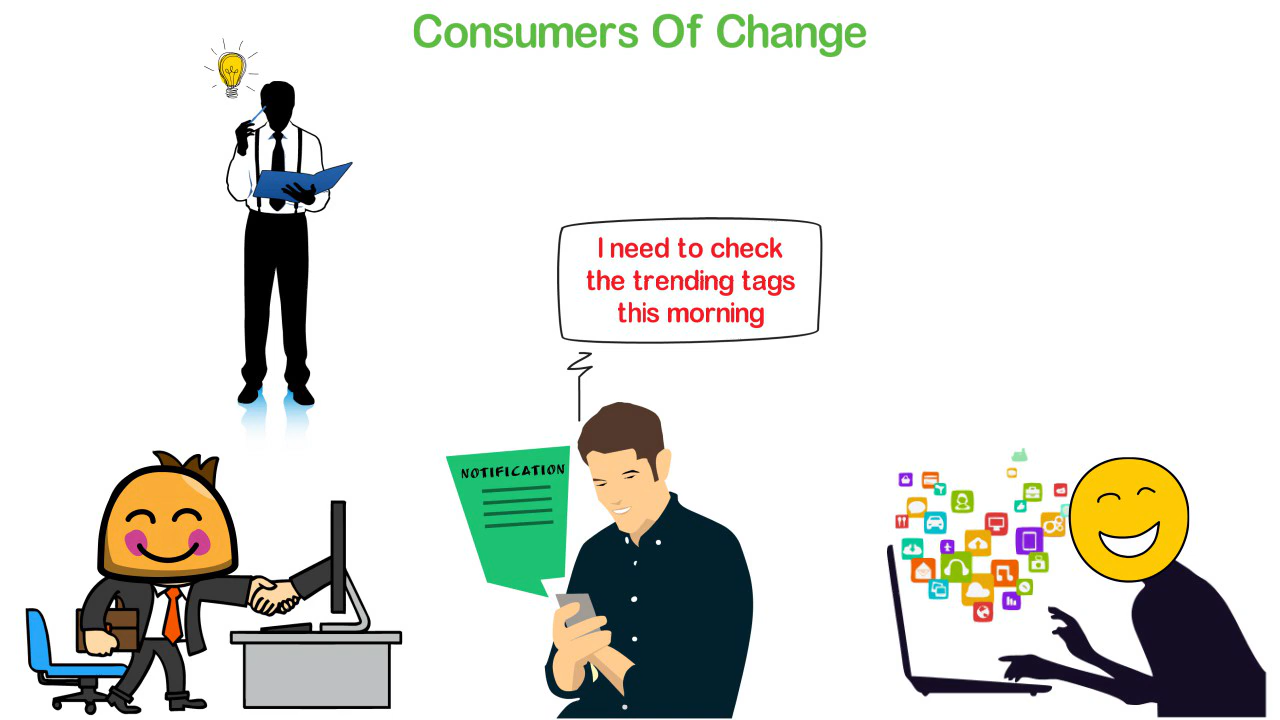 Consumers Of Change
I need to check
the trending tags
this morning
NOTIFICATION